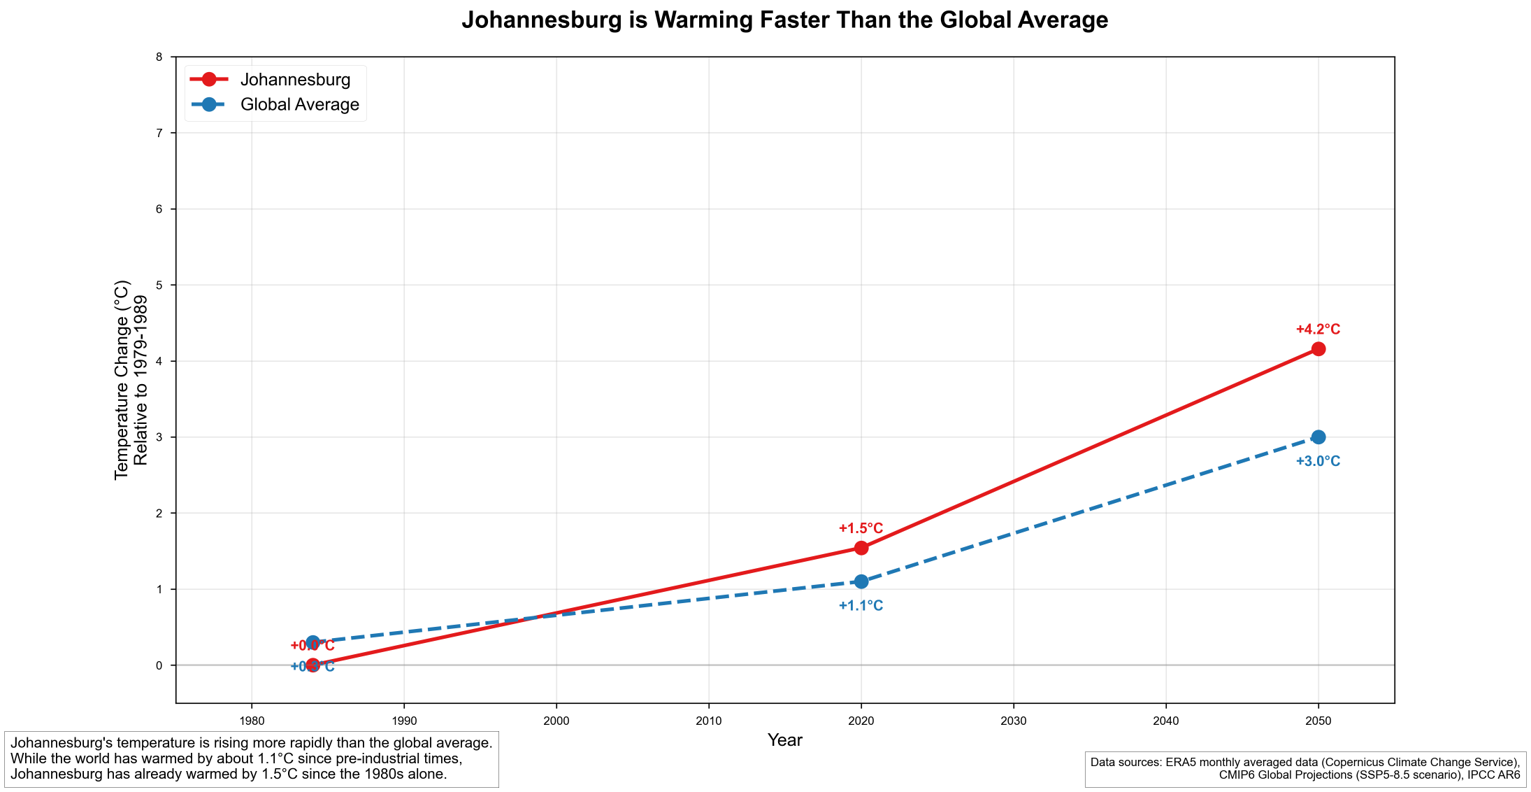 Johannesburg is Warming Faster Than the Global Average
Johannesburg
Global Average
8
7
6
5
4
3
2
1
0
Temperature Change (°C)
Relative to 1979-1989
+4.2°C
+3.0°C
+1.5°C
+1.1°C
1980
1990
2000
2010
2020
2030
2040
2050
Year
Johannesburg's temperature is rising more rapidly than the global average.
While the world has warmed by about 1.1°C since pre-industrial times,
Johannesburg has already warmed by 1.5°C since the 1980s alone.
Data sources: ERA5 monthly averaged data (Copernicus Climate Change Service),
CMIP6 Global Projections (SSP5-8.5 scenario), IPCC AR6